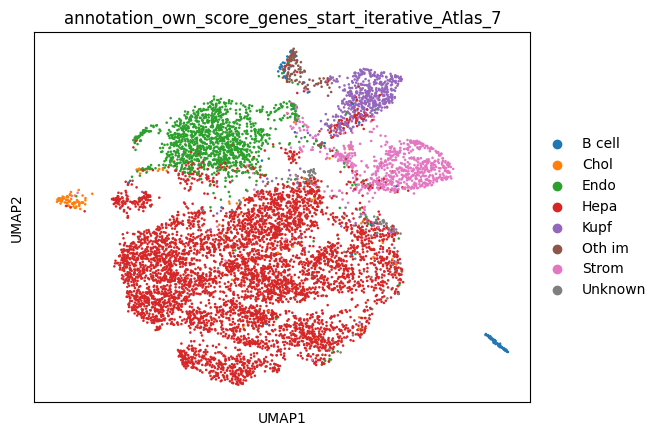 annotation_own_score_genes_start_iterative_Atlas_7
UMAP2
B cell
Chol
Endo
Hepa
Kupf
Oth im
Strom
Unknown
UMAP1